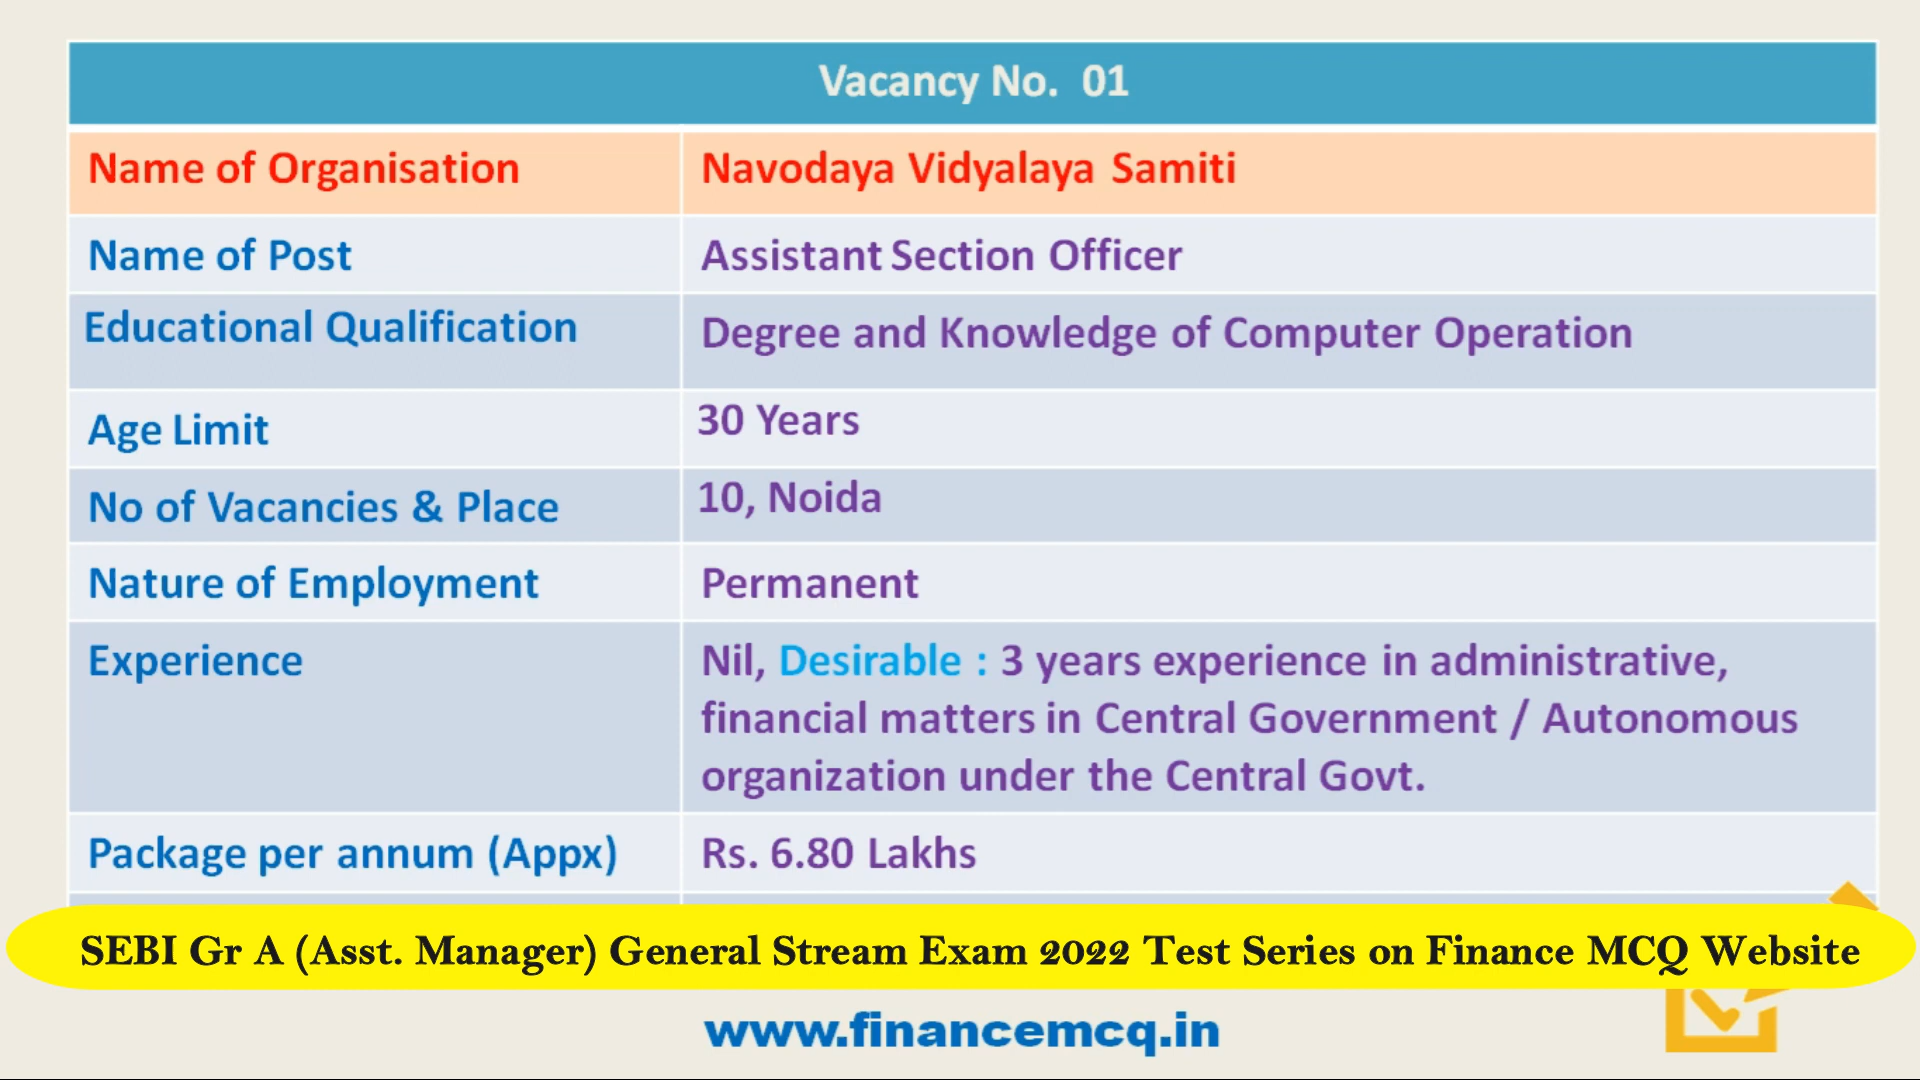 Vacancy No. 01
Name of Organisation
Navodaya Vidyalaya Samiti
Name of Post
Assistant Section Officer
Educational Qualification
Degree and Knowledge of Computer Operation
Age Limit
30 Years
No of Vacancies & Place
10, Noida
Nature of Employment
Permanent
Experience
Nil, Desirable : 3 years experience in administrative,
financial matters in Central Government / Autonomous
organization under the Central Govt.
Package per annum (Appx)
Rs. 6.80 Lakhs
SEBI Gr A (Asst. Manager) General Stream Exam 2022 Test Series on Finance MCQ Website
www.financemcq.in